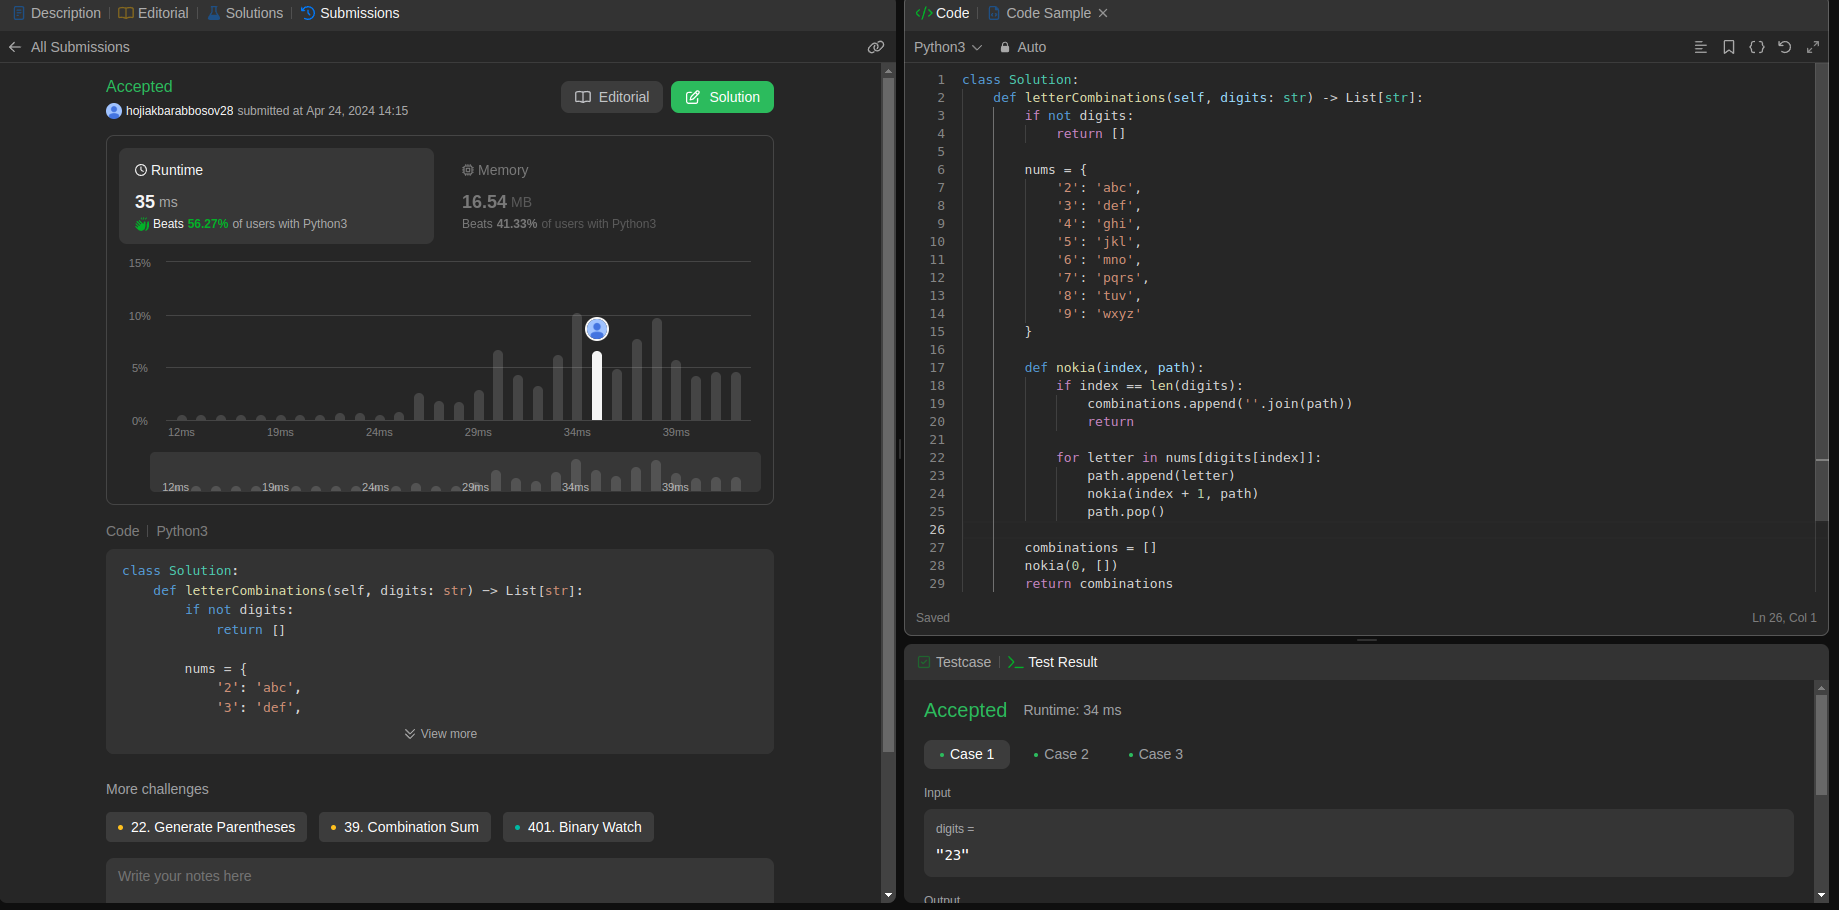 Description
Editorial
Solutions
Submissions
All Submissions
Accepted
hojiakbarabbosov28 submitted at Apr 24, 2024 14:15
Editorial
Solution
Runtime
35 ms
Beats 56.27% of users with Python3
Memory
16.54 MB
Beats 41.33% of users with Python3
15%
10%
5%
0%
12ms 19ms 24ms 29ms 34ms 39ms
12ms 19ms 24ms 29ms 34ms 39ms
Code
Python3
class Solution:
    def letterCombinations(self, digits: str) -> List[str]:
        if not digits:
            return []

        nums = {
            '2': 'abc',
            '3': 'def',
View more
More challenges
22. Generate Parentheses
39. Combination Sum
401. Binary Watch
Write your notes here
</> Code
Code Sample
Python3
Auto
1 class Solution:
2     def letterCombinations(self, digits: str) -> List[str]:
3         if not digits:
4             return []
5
6         nums = {
7             '2': 'abc',
8             '3': 'def',
9             '4': 'ghi',
10             '5': 'jkl',
11             '6': 'mno',
12             '7': 'pqrs',
13             '8': 'tuv',
14             '9': 'wxyz'
15         }
16
17         def nokia(index, path):
18             if index == len(digits):
19                 combinations.append(''.join(path))
20                 return
21
22             for letter in nums[digits[index]]:
23                 path.append(letter)
24                 nokia(index + 1, path)
25                 path.pop()
26
27         combinations = []
28         nokia(0, [])
29         return combinations
Saved
Ln 26, Col 1
Testcase
Test Result
Accepted
Runtime: 34 ms
Case 1
Case 2
Case 3
Input
digits =
"23"
Output